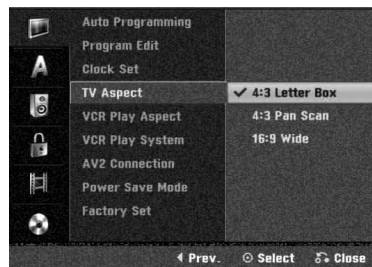 Auto Programming
Program Edit
A
Clock Set
TV Aspect ✔ 4:3 Letter Box
VCR Play Aspect 4:3 Pan Scan
VCR Play System 16:9 Wide
AV2 Connection
Power Save Mode
Factory Set
Prev. Select Close